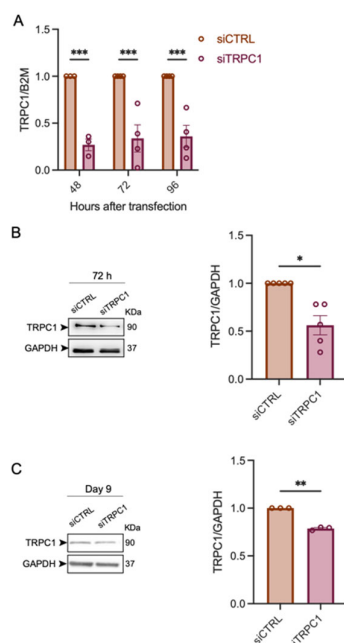 A
siCTRL
siTRPC1
*** *** ***
TRPC1/B2M
1.5
1.0
0.5
0.0
48 72 96
Hours after transfection
B
72 h
siCTRL siTRPC1
KDa
TRPC1 90
GAPDH 37
TRPC1/GAPDH
1.5
1.0
0.5
0.0
*
siCTRL siTRPC1
C
Day 9
siCTRL siTRPC1
KDa
TRPC1 90
GAPDH 37
TRPC1/GAPDH
1.5
1.0
0.5
0.0
**
siCTRL siTRPC1